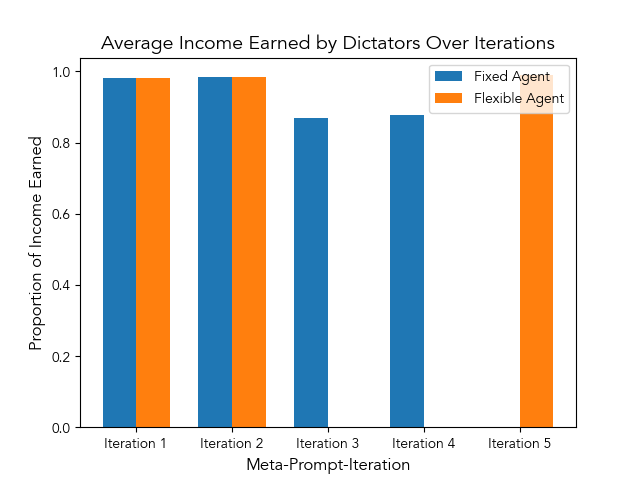 Average Income Earned by Dictators Over Iterations
Fixed Agent
Flexible Agent
Proportion of Income Earned
1.0
0.8
0.6
0.4
0.2
0.0
Iteration 1 Iteration 2 Iteration 3 Iteration 4 Iteration 5
Meta-Prompt-Iteration